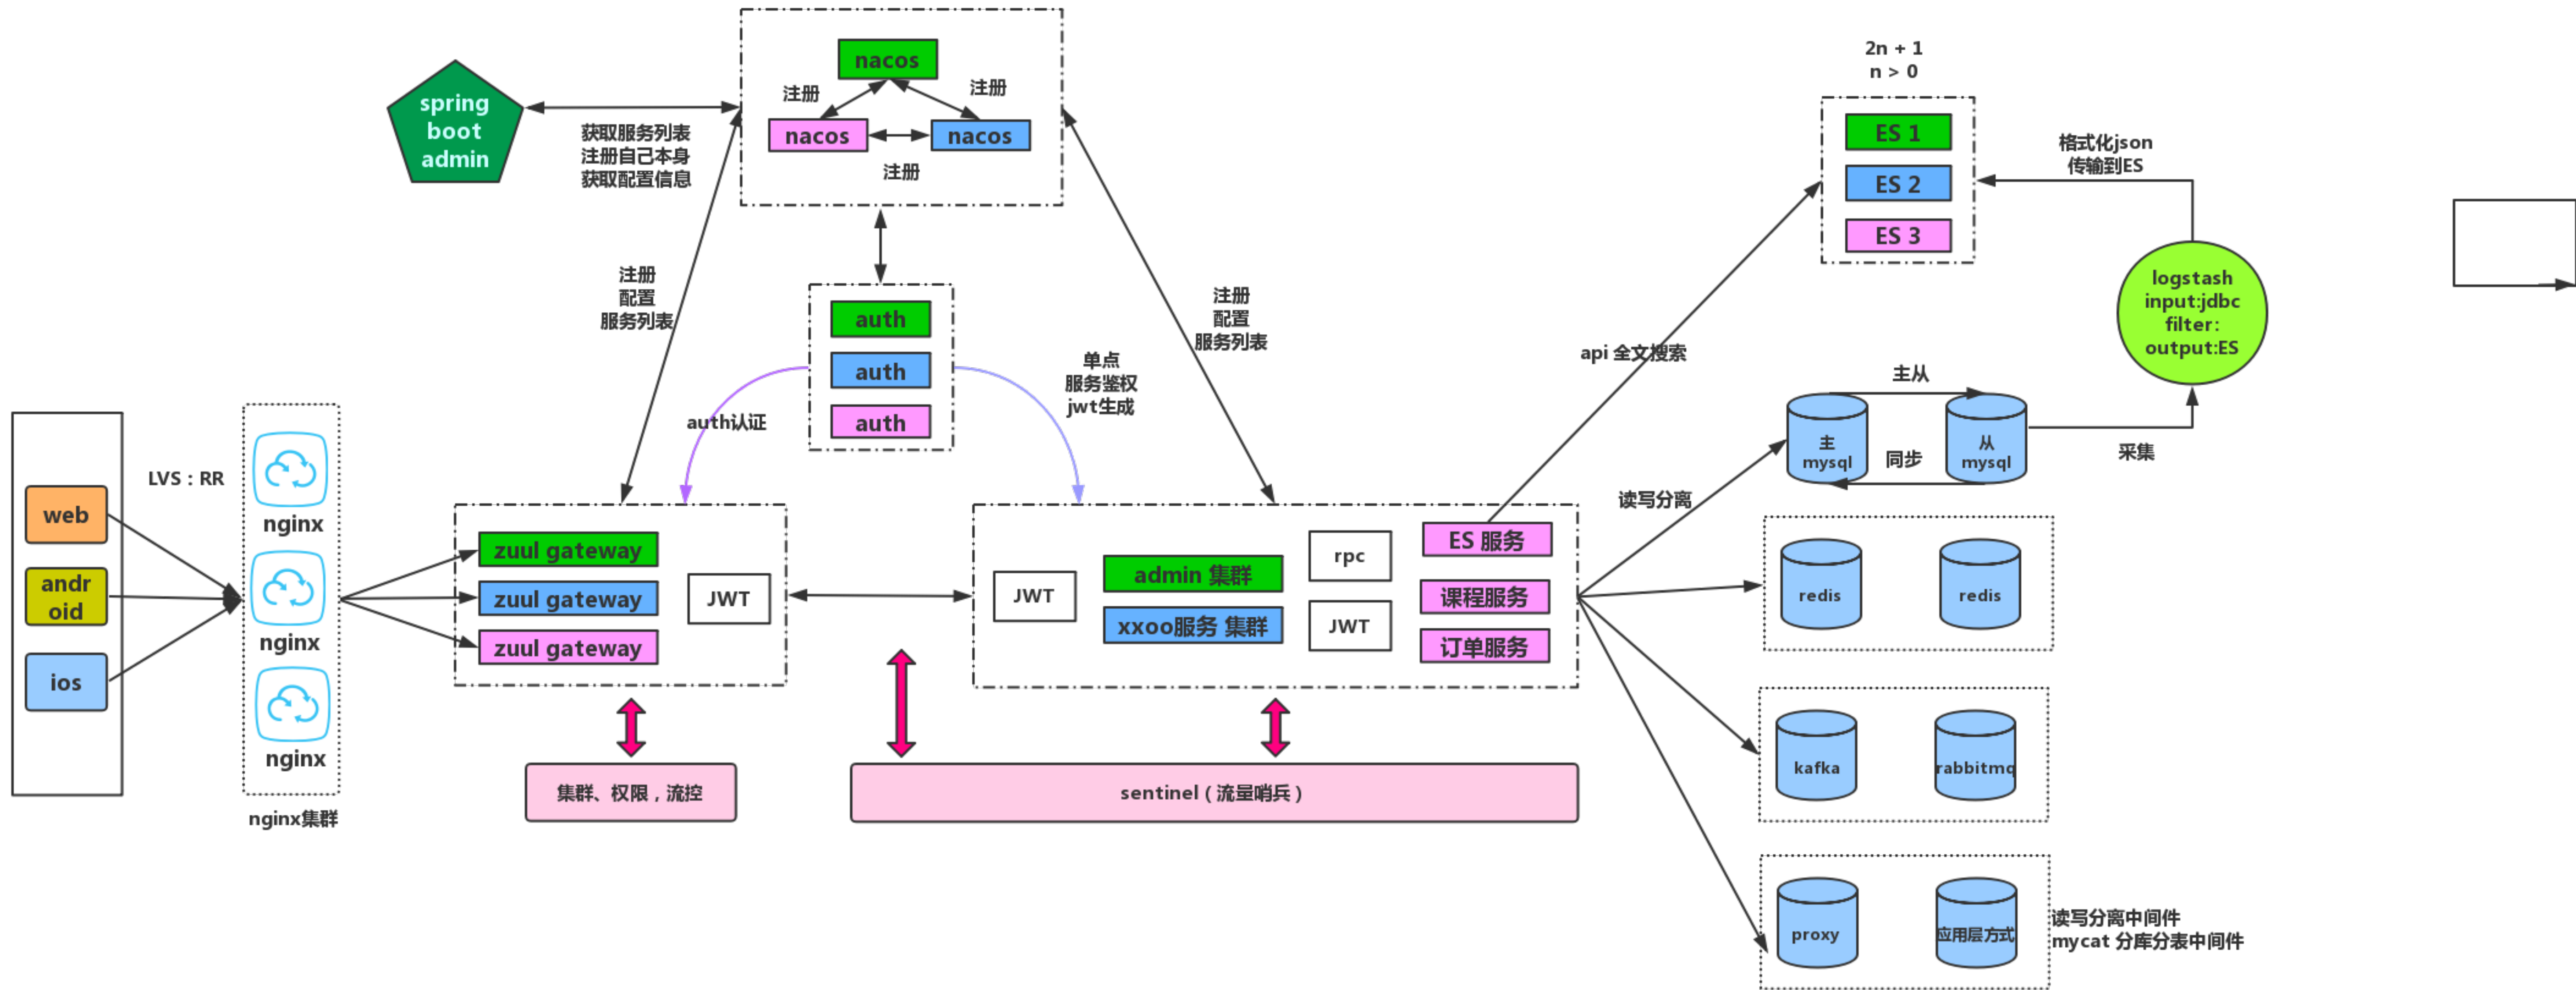 nacos
注册
注册
nacos
nacos
注册
spring
boot
admin
获取服务列表
注册自己本身
获取配置信息
注册
配置
服务列表
auth
auth
auth
auth认证
单点
服务鉴权
jwt生成
注册
配置
服务列表
web
andr
oid
ios
LVS：RR
nginx
nginx
nginx
nginx集群
zuul gateway
zuul gateway
zuul gateway
JWT
集群、权限，流控
JWT
admin 集群
xxoo服务 集群
rpc
JWT
ES 服务
课程服务
订单服务
sentinel（流量哨兵）
api 全文搜索
读写分离
2n + 1
n > 0
ES 1
ES 2
ES 3
格式化json
传输到ES
logstash
input:jdbc
filter:
output:ES
主从
主
mysql
同步
从
mysql
采集
redis
redis
kafka
rabbitmq
proxy
应用层方式
读写分离中间件
mycat 分库分表中间件